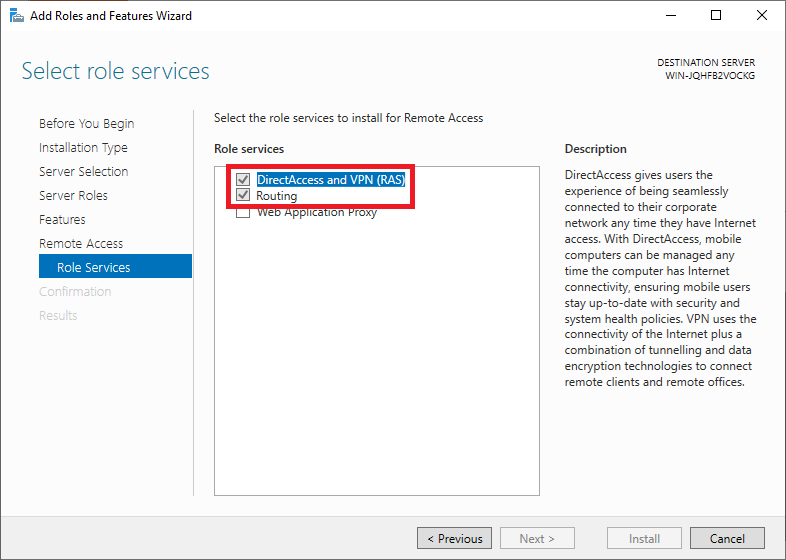 Add Roles and Features Wizard
Select role services
DESTINATION SERVER
WIN-JQHFB2VOCKG
Before You Begin
Installation Type
Server Selection
Server Roles
Features
Remote Access
Role Services
Confirmation
Results
Select the role services to install for Remote Access
Role services
DirectAccess and VPN (RAS)
Routing
Web Application Proxy
Description
DirectAccess gives users the
experience of being seamlessly
connected to their corporate
network any time they have Internet
access. With DirectAccess, mobile
computers can be managed any
time the computer has Internet
connectivity, ensuring mobile users
stay up-to-date with security and
system health policies. VPN uses the
connectivity of the Internet plus a
combination of tunnelling and data
encryption technologies to connect
remote clients and remote offices.
< Previous
Next >
Install
Cancel